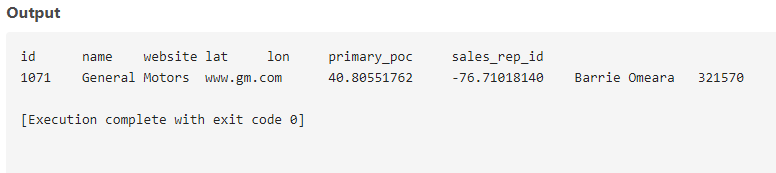 Output
id name website lat lon primary_poc sales_rep_id
1071 General Motors www.gm.com 40.80551762 -76.71018140 Barrie Omeara 321570
[Execution complete with exit code 0]